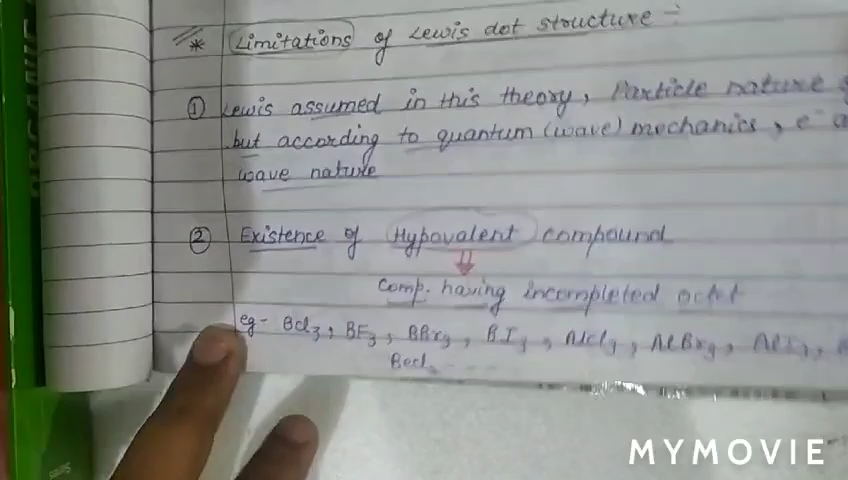 * Limitations of Lewis dot structure :-
① Lewis assumed in this theory, Particle nature
but according to quantum (wave) mechanics, e⁻
wave nature
② Existence of Hypovalent compound
⇓
Comp. having incompleted octet
eg- BCl₃, BF₃, BBr₃, BI₃, AlCl₃, AlBr₃,
MYMOVIE